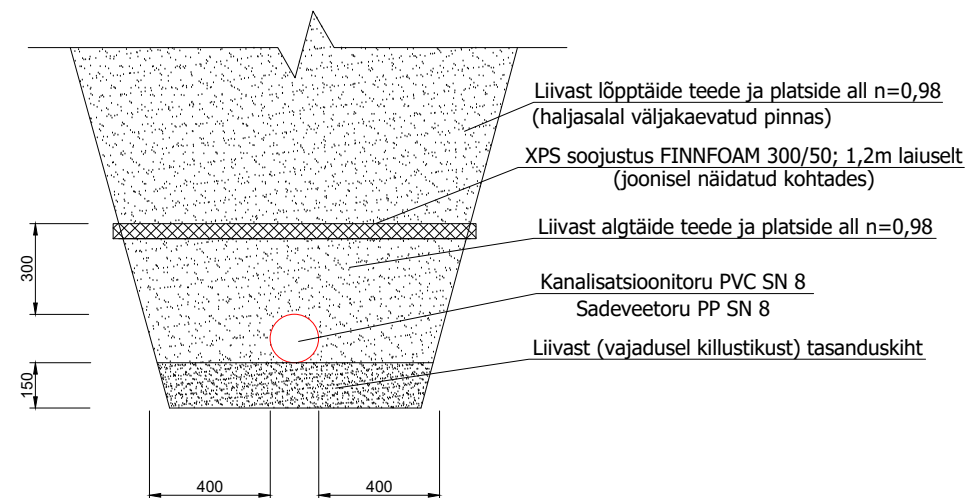 Liivast lõpptäide teede ja platside all n=0,98
(haljasalal väljakaevatud pinnas)
XPS soojustus FINNFOAM 300/50; 1,2m laiuselt
(joonisel näidatud kohtades)
Liivast algtäide teede ja platside all n=0,98
300
Kanalisatsioonitoru PVC SN 8
Sadeveetoru PP SN 8
Liivast (vajadusel killustikust) tasanduskiht
150
400
400